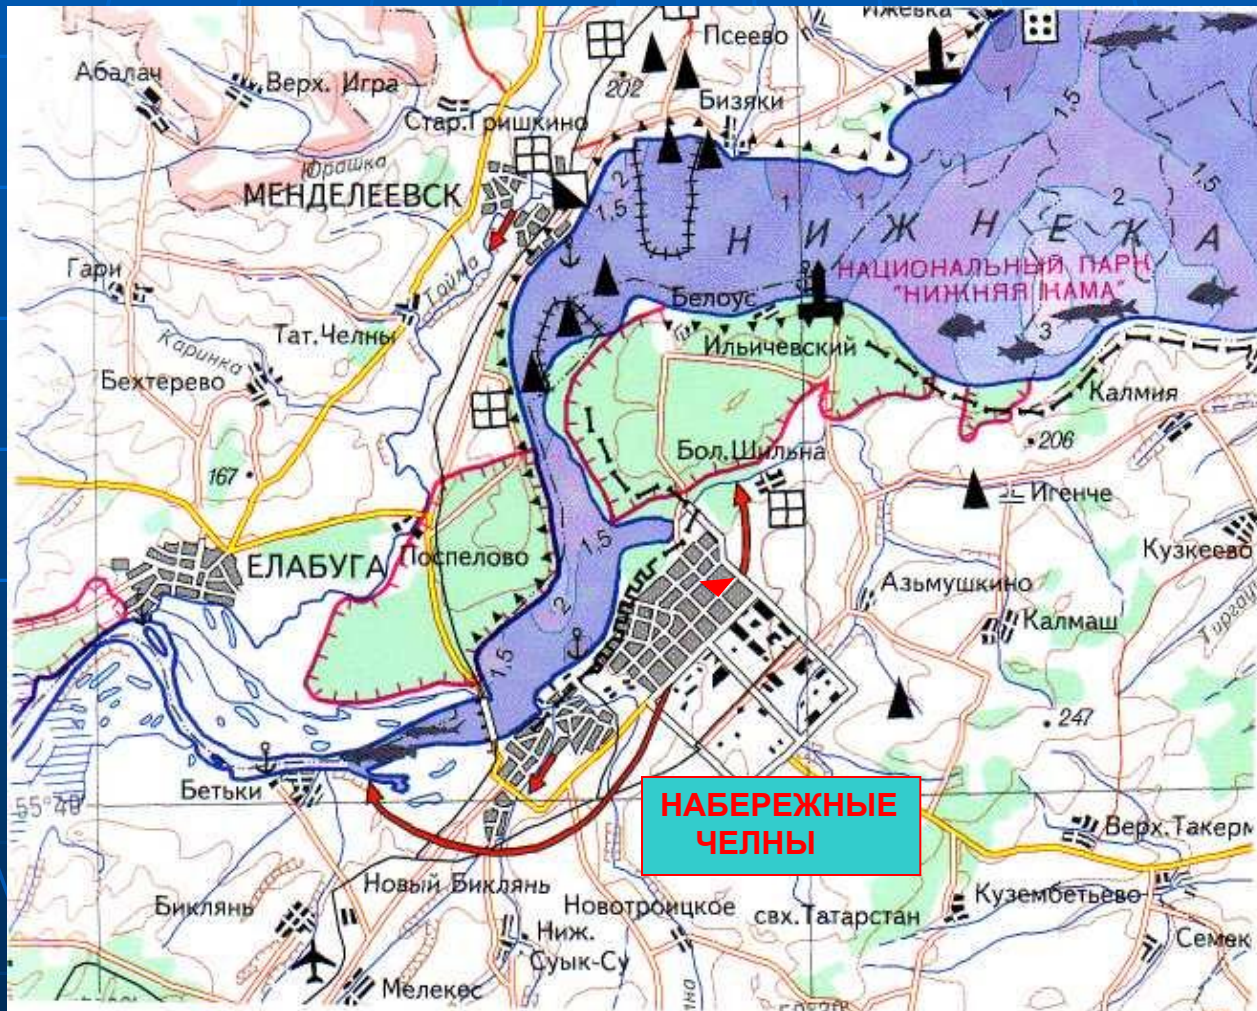 Ижевка
Псеево
Абалач
Верх. Игра
202
Бизяки
Стар.Гришкино
1
1,5
Юрашка
МЕНДЕЛЕЕВСК
2
1,5
1
1
2
1,5
НИЖНЕКА
Гари
Тойма
НАЦИОНАЛЬНЫЙ ПАРК
"НИЖНЯЯ КАМА"
Белоус
Тат.Челны
Каринка
Ильичевский
3
Бехтерево
Калмия
206
Бол.Шильна
167
Игенче
Кузкеево
1,5
ЕЛАБУГА
Поспелово
Азьмушкино
2
Калмаш
1,5
247
Бетьки
55°40'
НАБЕРЕЖНЫЕ
ЧЕЛНЫ
Верх.Такерм
Новый Биклянь
Кузембетьево
Биклянь
Новотроицкое
свх.Татарстан
Ниж.
Суык-Су
Семек
Мелекес